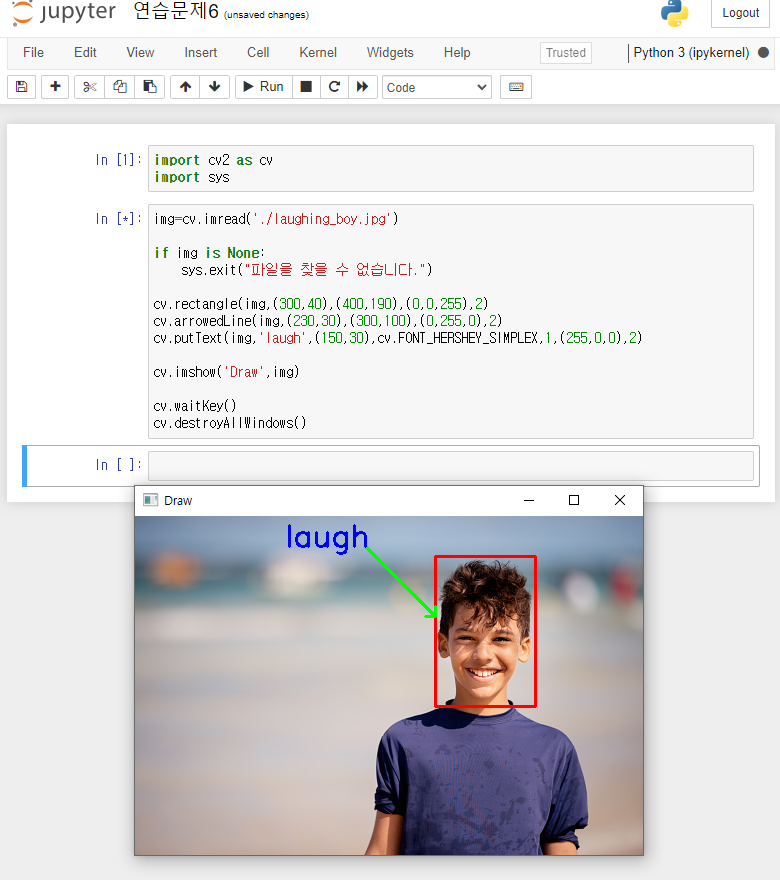 jupyter 연습문제6 (unsaved changes)
Logout
File Edit View Insert Cell Kernel Widgets Help
Trusted
Python 3 (ipykernel)
Run
Code
In [1]:
import cv2 as cv
import sys
In [*]:
img=cv.imread('./laughing_boy.jpg')
if img is None:
    sys.exit("파일을 찾을 수 없습니다.")
cv.rectangle(img,(300,40),(400,190),(0,0,255),2)
cv.arrowedLine(img,(230,30),(300,100),(0,255,0),2)
cv.putText(img,'laugh',(150,30),cv.FONT_HERSHEY_SIMPLEX,1,(255,0,0),2)
cv.imshow('Draw',img)
cv.waitKey()
cv.destroyAllWindows()
In [ ]:
Draw
laugh